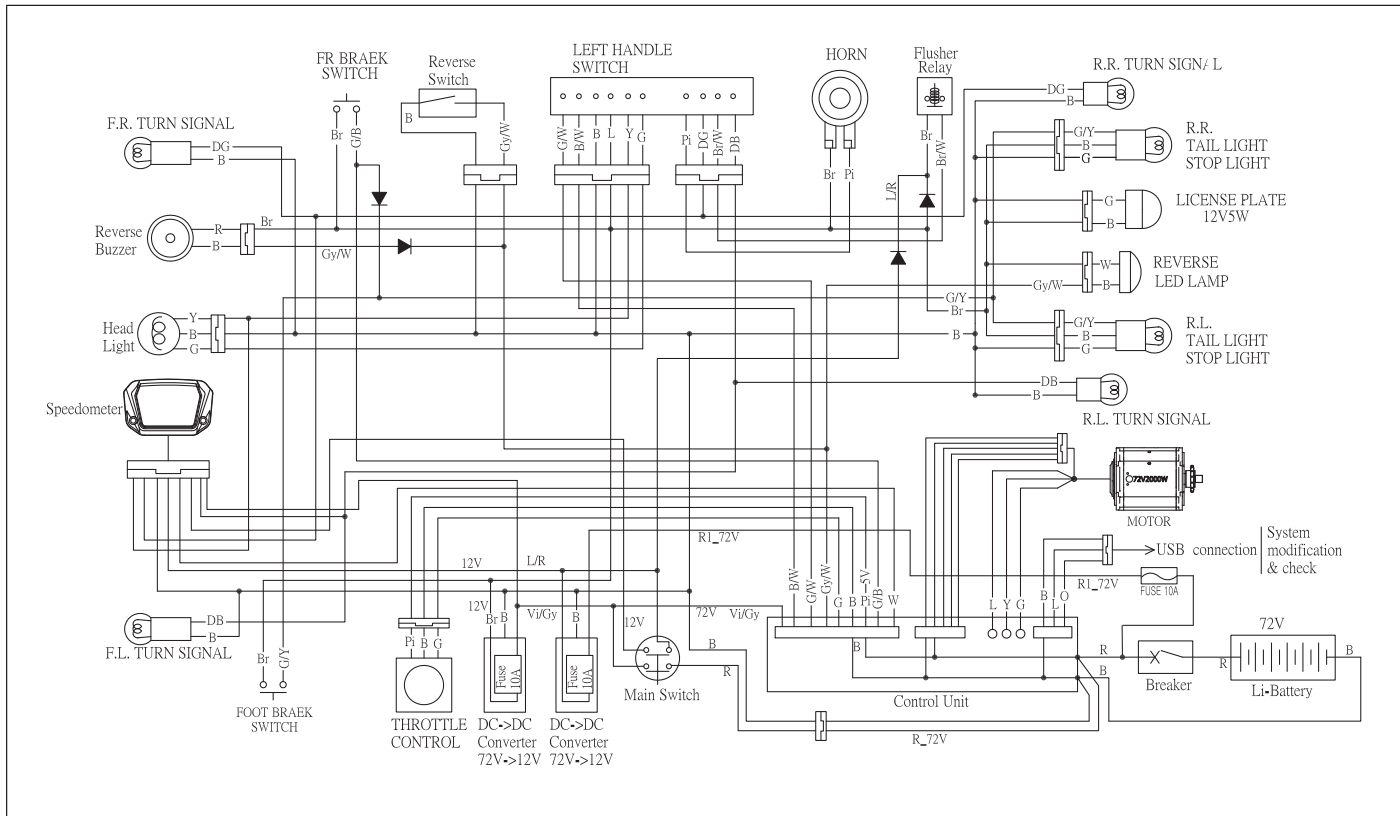 FR BRAEK
SWITCH
Reverse
Switch
LEFT HANDLE
SWITCH
HORN
Flusher
Relay
R.R. TURN SIGNAL
DG
B
F.R. TURN SIGNAL
DG
B
Br
G/B
B
Gy/W
G/W
B/W
B
L
Y
G
Pi
DG
Br/W
DB
Br
Pi
Br
Br/W
L/R
G/Y
B
G
R.R.
TAIL LIGHT
STOP LIGHT
G
B
LICENSE PLATE
12V5W
Reverse
Buzzer
R
B
Br
Gy/W
W
B
Gy/W
REVERSE
LED LAMP
G/Y
Br
B
Head
Light
Y
B
G
G/Y
B
G
R.L.
TAIL LIGHT
STOP LIGHT
DB
B
R.L. TURN SIGNAL
Speedometer
72V2000W
MOTOR
L
Y
G
R1_72V
USB connection
System
modification
& check
R1_72V
FUSE 10A
12V
L/R
12V
Br
B
Vi/Gy
B
12V
72V
Vi/Gy
B/W
G/W
Gy/W
G
B
Pi
5V
G/B
W
L
Y
G
B
L
O
DB
B
F.L. TURN SIGNAL
Br
G/Y
FOOT BRAEK
SWITCH
Pi
B
G
THROTTLE
CONTROL
Fuse
10A
DC->DC
Converter
72V->12V
Fuse
10A
DC->DC
Converter
72V->12V
Main Switch
B
R
B
Control Unit
R
B
Breaker
R
72V
B
Li-Battery
R_72V